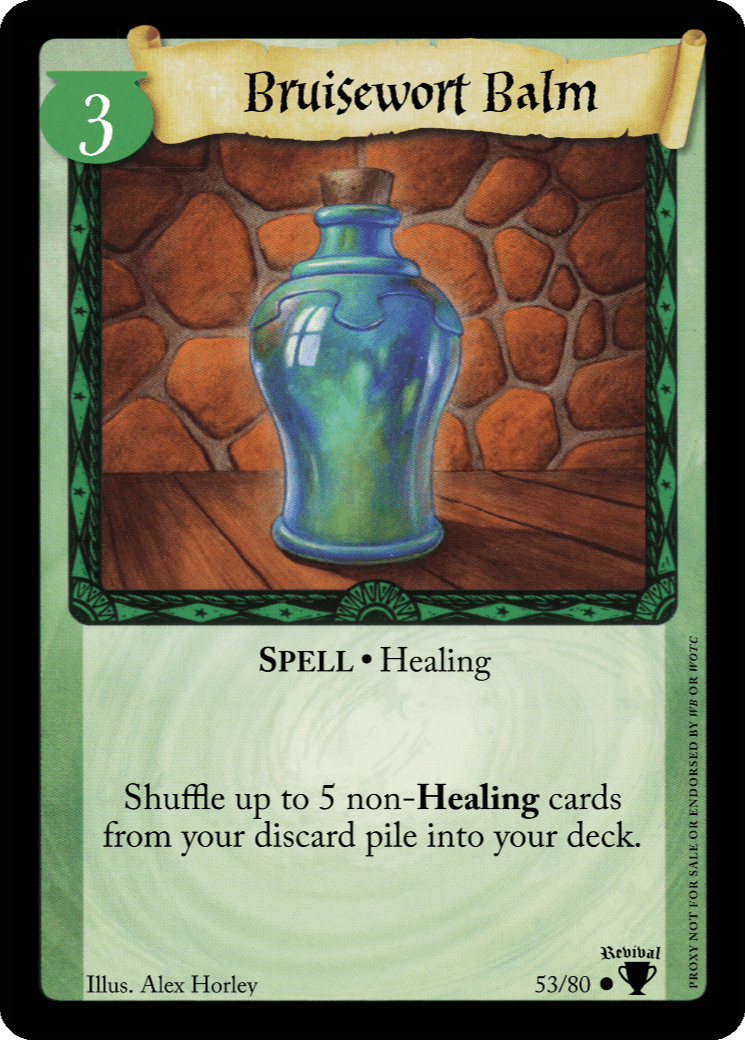 3
Bruisewort Balm
SPELL • Healing
Shuffle up to 5 non-Healing cards
from your discard pile into your deck.
Illus. Alex Horley
53/80 ●
Revival
PROXY NOT FOR SALE OR ENDORSED BY WB OR WOTC